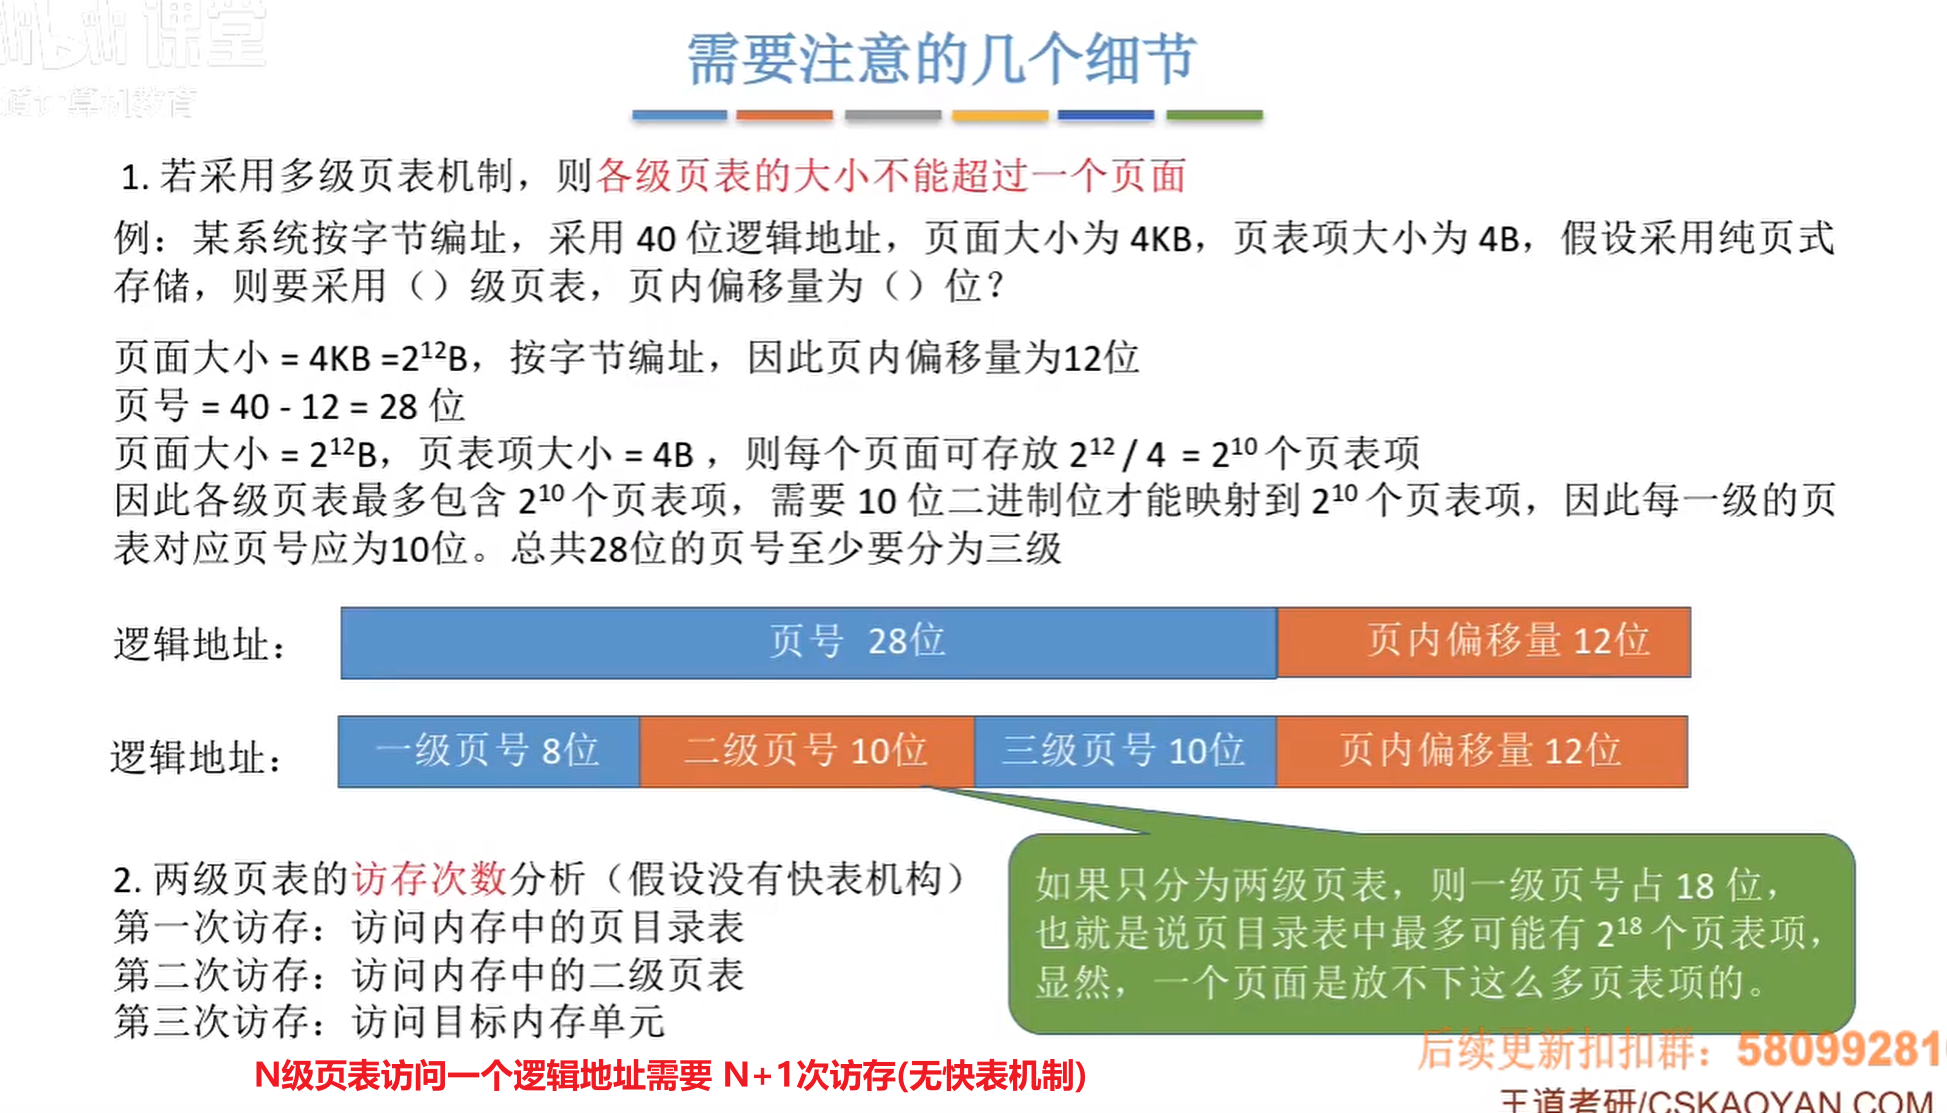 课堂
道计算机教育
需要注意的几个细节
1. 若采用多级页表机制，则各级页表的大小不能超过一个页面
例：某系统按字节编址，采用 40 位逻辑地址，页面大小为 4KB，页表项大小为 4B，假设采用纯页式
存储，则要采用（）级页表，页内偏移量为（）位？
页面大小 = 4KB =2¹²B，按字节编址，因此页内偏移量为12位
页号 = 40 - 12 = 28 位
页面大小 = 2¹²B，页表项大小 = 4B ，则每个页面可存放 2¹² / 4 = 2¹⁰ 个页表项
因此各级页表最多包含 2¹⁰ 个页表项，需要 10 位二进制位才能映射到 2¹⁰ 个页表项，因此每一级的页
表对应页号应为10位。总共28位的页号至少要分为三级
逻辑地址：
页号 28位
页内偏移量 12位
逻辑地址：
一级页号 8位
二级页号 10位
三级页号 10位
页内偏移量 12位
2. 两级页表的访存次数分析（假设没有快表机构）
第一次访存：访问内存中的页目录表
第二次访存：访问内存中的二级页表
第三次访存：访问目标内存单元
如果只分为两级页表，则一级页号占 18 位，
也就是说页目录表中最多可能有 2¹⁸ 个页表项，
显然，一个页面是放不下这么多页表项的。
N级页表访问一个逻辑地址需要 N+1次访存(无快表机制)
后续更新扣扣群：58099281
王道考研/CSKAOYAN.COM